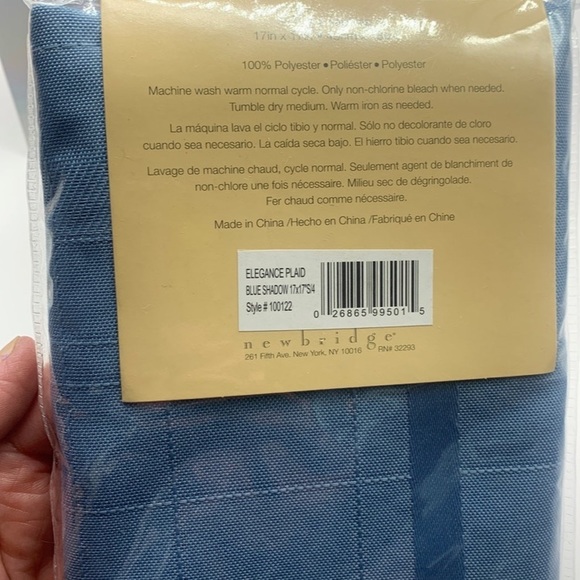 17in x
100% Polyester • Poliéster • Polyester
Machine wash warm normal cycle. Only non-chlorine bleach when needed.
Tumble dry medium. Warm iron as needed.
La máquina lava el ciclo tibio y normal. Sólo no decolorante de cloro
cuando sea necesario. La caída seca bajo. El hierro tibio cuando sea necesario.
Lavage de machine chaud, cycle normal. Seulement agent de blanchiment de
non-chlore une fois nécessaire. Milieu sec de dégringolade.
Fer chaud comme nécessaire.
Made in China /Hecho en China /Fabriqué en Chine
ELEGANCE PLAID
BLUE SHADOW 17x17"S/4
Style # 100122
0 26865 99501 5
newbridge
261 Fifth Ave. New York, NY 10016 RN# 32293